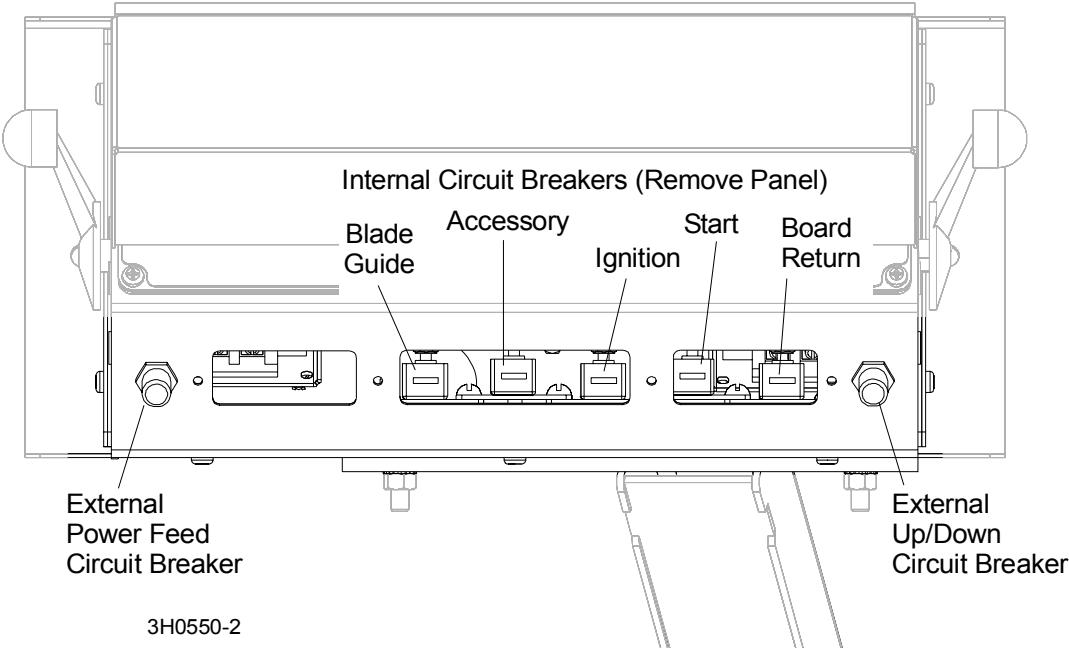 Internal Circuit Breakers (Remove Panel)
Blade
Guide
Accessory
Ignition
Start
Board
Return
External
Power Feed
Circuit Breaker
External
Up/Down
Circuit Breaker
3H0550-2